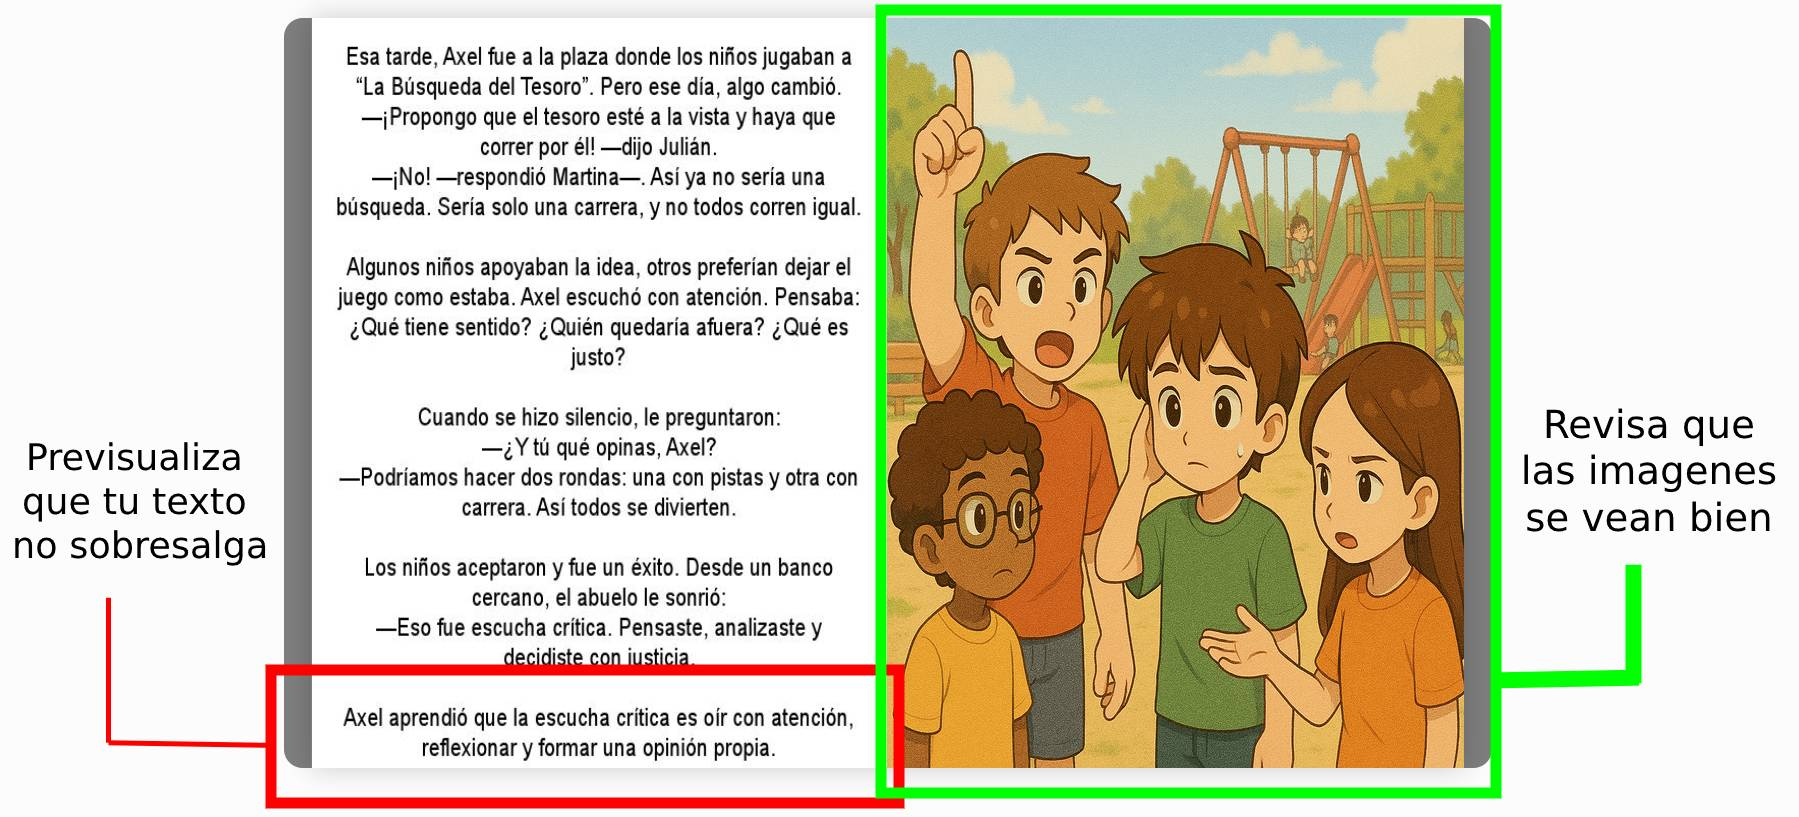 Esa tarde, Axel fue a la plaza donde los niños jugaban a
“La Búsqueda del Tesoro”. Pero ese día, algo cambió.
—¡Propongo que el tesoro esté a la vista y haya que
correr por él! —dijo Julián.
—¡No! —respondió Martina—. Así ya no sería una
búsqueda. Sería solo una carrera, y no todos corren igual.
Algunos niños apoyaban la idea, otros preferían dejar el
juego como estaba. Axel escuchó con atención. Pensaba:
¿Qué tiene sentido? ¿Quién quedaría afuera? ¿Qué es
justo?
Cuando se hizo silencio, le preguntaron:
—¿Y tú qué opinas, Axel?
—Podríamos hacer dos rondas: una con pistas y otra con
carrera. Así todos se divierten.
Los niños aceptaron y fue un éxito. Desde un banco
cercano, el abuelo le sonrió:
—Eso fue escucha crítica. Pensaste, analizaste y
decidiste con justicia.
Axel aprendió que la escucha crítica es oír con atención,
reflexionar y formar una opinión propia.
Previsualiza
que tu texto
no sobresalga
Revisa que
las imagenes
se vean bien